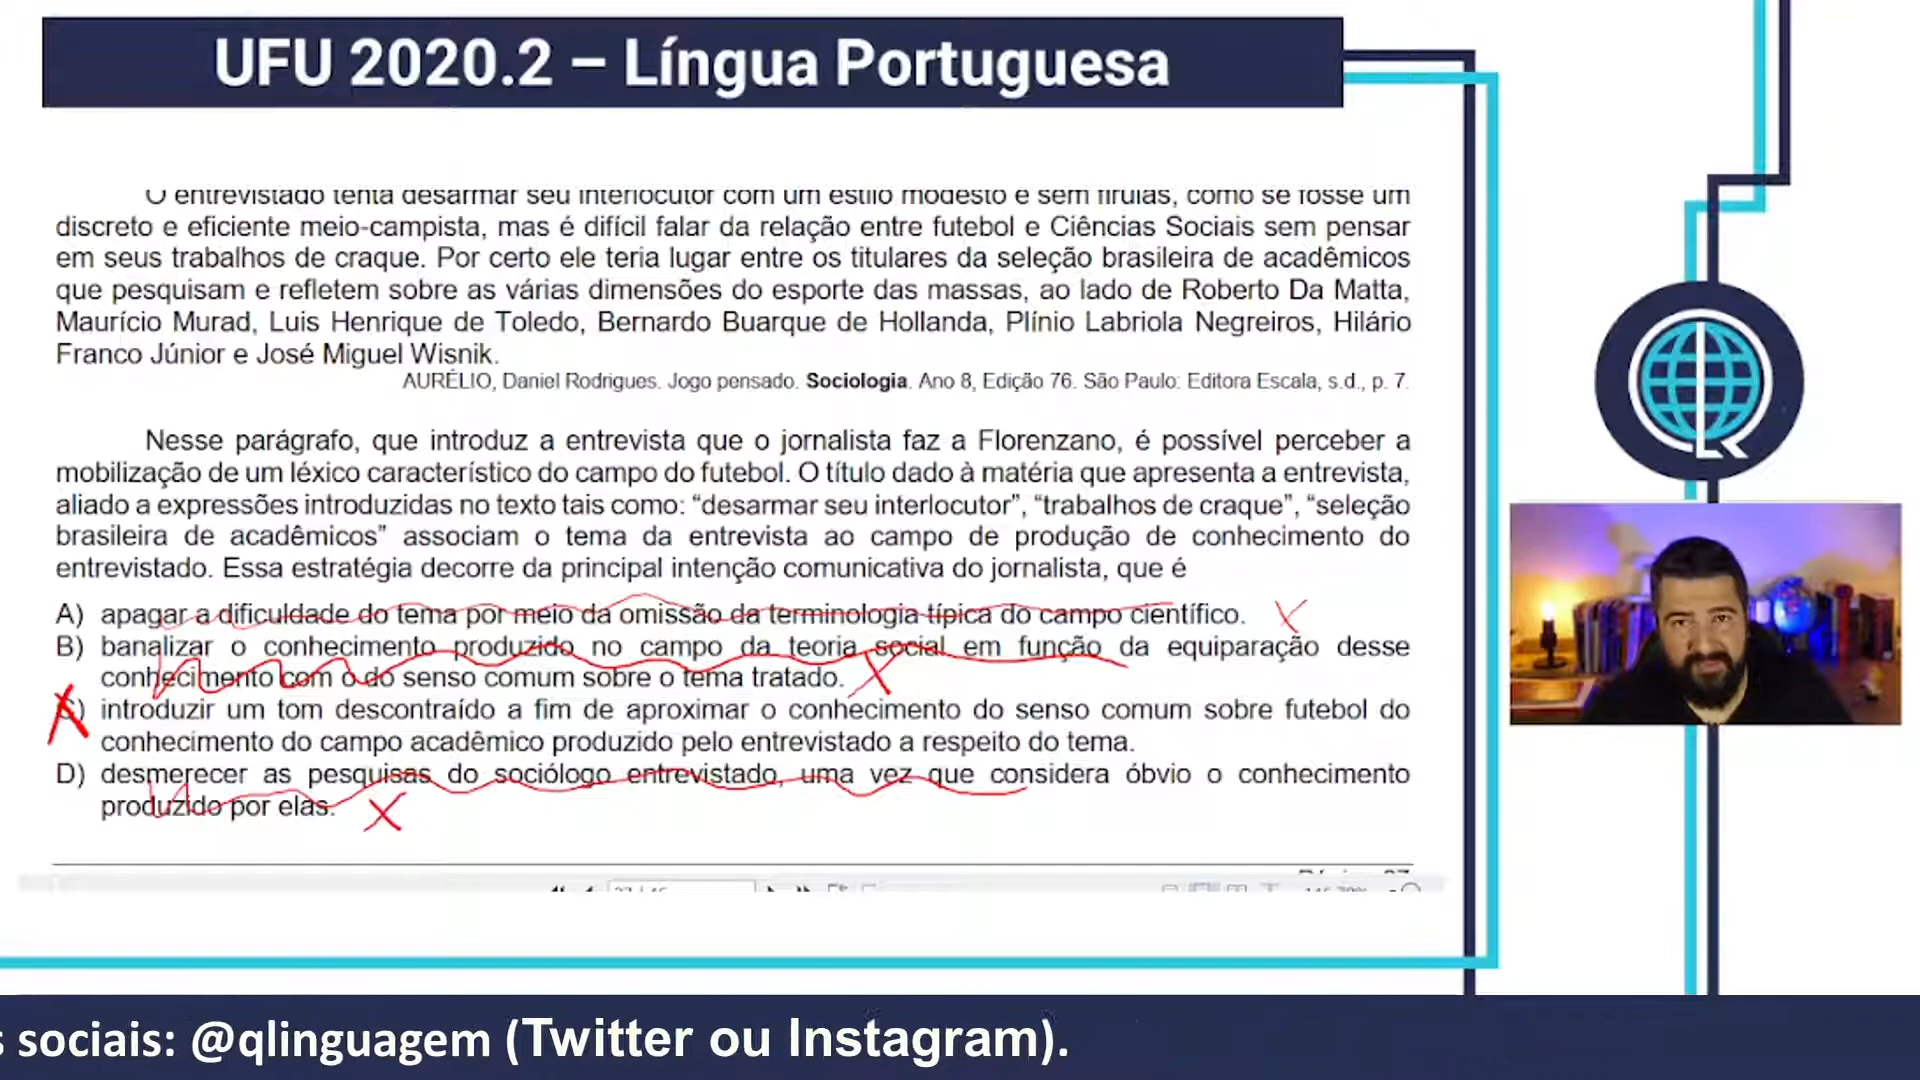 UFU 2020.2 – Língua Portuguesa
O entrevistado tenta desarmar seu interlocutor com um estilo modesto e sem firulas, como se fosse um
discreto e eficiente meio-campista, mas é difícil falar da relação entre futebol e Ciências Sociais sem pensar
em seus trabalhos de craque. Por certo ele teria lugar entre os titulares da seleção brasileira de acadêmicos
que pesquisam e refletem sobre as várias dimensões do esporte das massas, ao lado de Roberto Da Matta,
Maurício Murad, Luis Henrique de Toledo, Bernardo Buarque de Hollanda, Plínio Labriola Negreiros, Hilário
Franco Júnior e José Miguel Wisnik.
AURÉLIO, Daniel Rodrigues. Jogo pensado. Sociologia. Ano 8, Edição 76. São Paulo: Editora Escala, s.d., p. 7.
Nesse parágrafo, que introduz a entrevista que o jornalista faz a Florenzano, é possível perceber a
mobilização de um léxico característico do campo do futebol. O título dado à matéria que apresenta a entrevista,
aliado a expressões introduzidas no texto tais como: “desarmar seu interlocutor”, “trabalhos de craque”, “seleção
brasileira de acadêmicos” associam o tema da entrevista ao campo de produção de conhecimento do
entrevistado. Essa estratégia decorre da principal intenção comunicativa do jornalista, que é
A) apagar a dificuldade do tema por meio da omissão da terminologia típica do campo científico.
B) banalizar o conhecimento produzido no campo da teoria social em função da equiparação desse
conhecimento com o do senso comum sobre o tema tratado.
C) introduzir um tom descontraído a fim de aproximar o conhecimento do senso comum sobre futebol do
conhecimento do campo acadêmico produzido pelo entrevistado a respeito do tema.
D) desmerecer as pesquisas do sociólogo entrevistado, uma vez que considera óbvio o conhecimento
produzido por elas.
s sociais: @qlinguagem (Twitter ou Instagram).